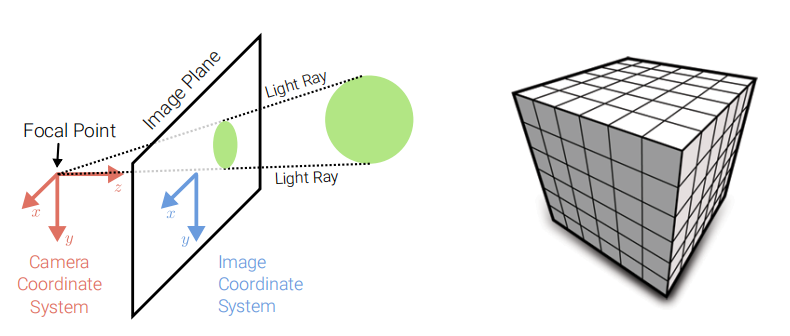 Image Plane
Light Ray
Focal Point
Light Ray
z
x
x
y
y
Camera
Coordinate
System
Image
Coordinate
System